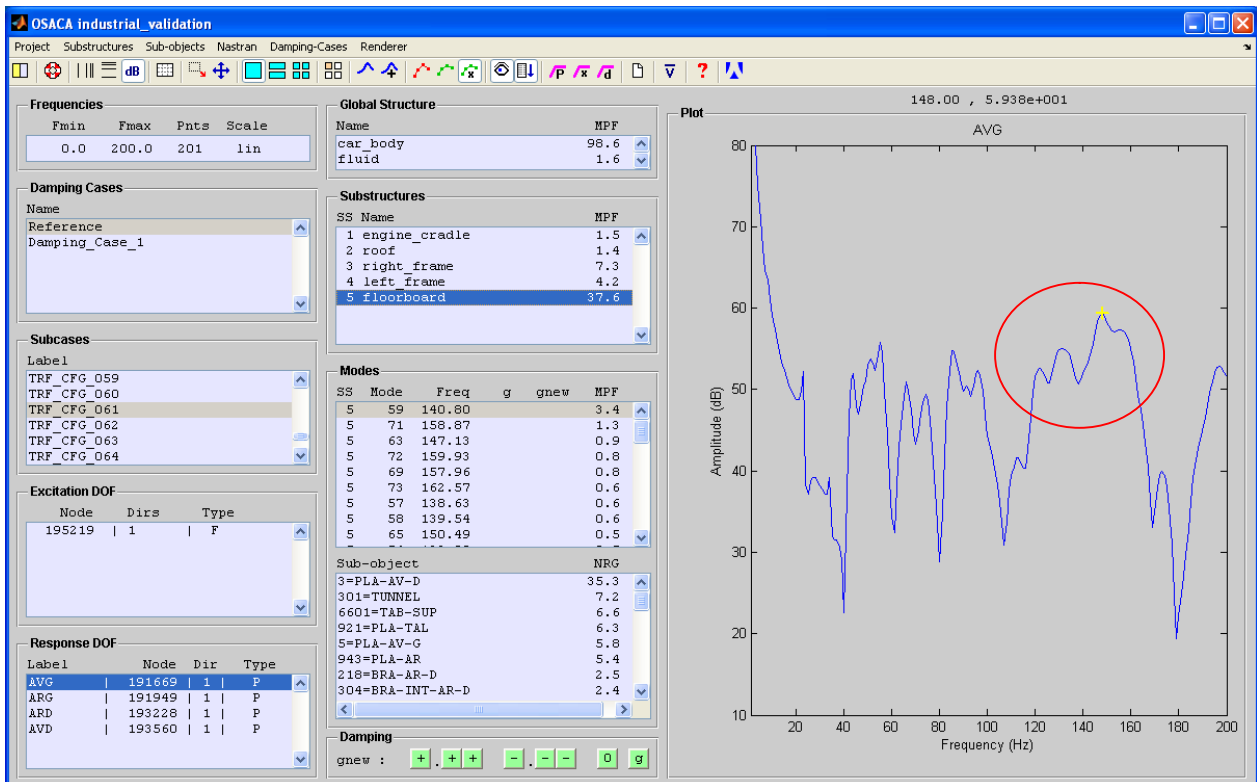 OSACA industrial_validation
Project Substructures Sub-objects Nastran Damping-Cases Renderer
dB P x d V ?
Frequencies
Fmin Fmax Pnts Scale
0.0 200.0 201 lin
Damping Cases
Name
Reference
Damping_Case_1
Subcases
Label
TRF_CFG_059
TRF_CFG_060
TRF_CFG_061
TRF_CFG_062
TRF_CFG_063
TRF_CFG_064
Excitation DOF
Node Dirs Type
195219 | 1 | F
Response DOF
Label Node Dir Type
AVG | 191669 | 1 | P
ARG | 191949 | 1 | P
ARD | 193228 | 1 | P
AVD | 193560 | 1 | P
Global Structure
Name MPF
car_body 98.6
fluid 1.6
Substructures
SS Name MPF
1 engine_cradle 1.5
2 roof 1.4
3 right_frame 7.3
4 left_frame 4.2
5 floorboard 37.6
Modes
SS Mode Freq g gnew MPF
5 59 140.80 3.4
5 71 158.87 1.3
5 63 147.13 0.9
5 72 159.93 0.8
5 69 157.96 0.8
5 73 162.57 0.6
5 57 138.63 0.6
5 58 139.54 0.6
5 65 150.49 0.5
Sub-object NRG
3=PLA-AV-D 35.3
301=TUNNEL 7.2
6601=TAB-SUP 6.6
921=PLA-TAL 6.3
5=PLA-AV-G 5.8
943=PLA-AR 5.4
218=BRA-AR-D 2.5
304=BRA-INT-AR-D 2.4
Damping
gnew : + . + + - . - - 0 g
148.00 , 5.938e+001
Plot
AVG
80
70
60
50
40
30
20
10
Amplitude (dB)
20 40 60 80 100 120 140 160 180 200
Frequency (Hz)